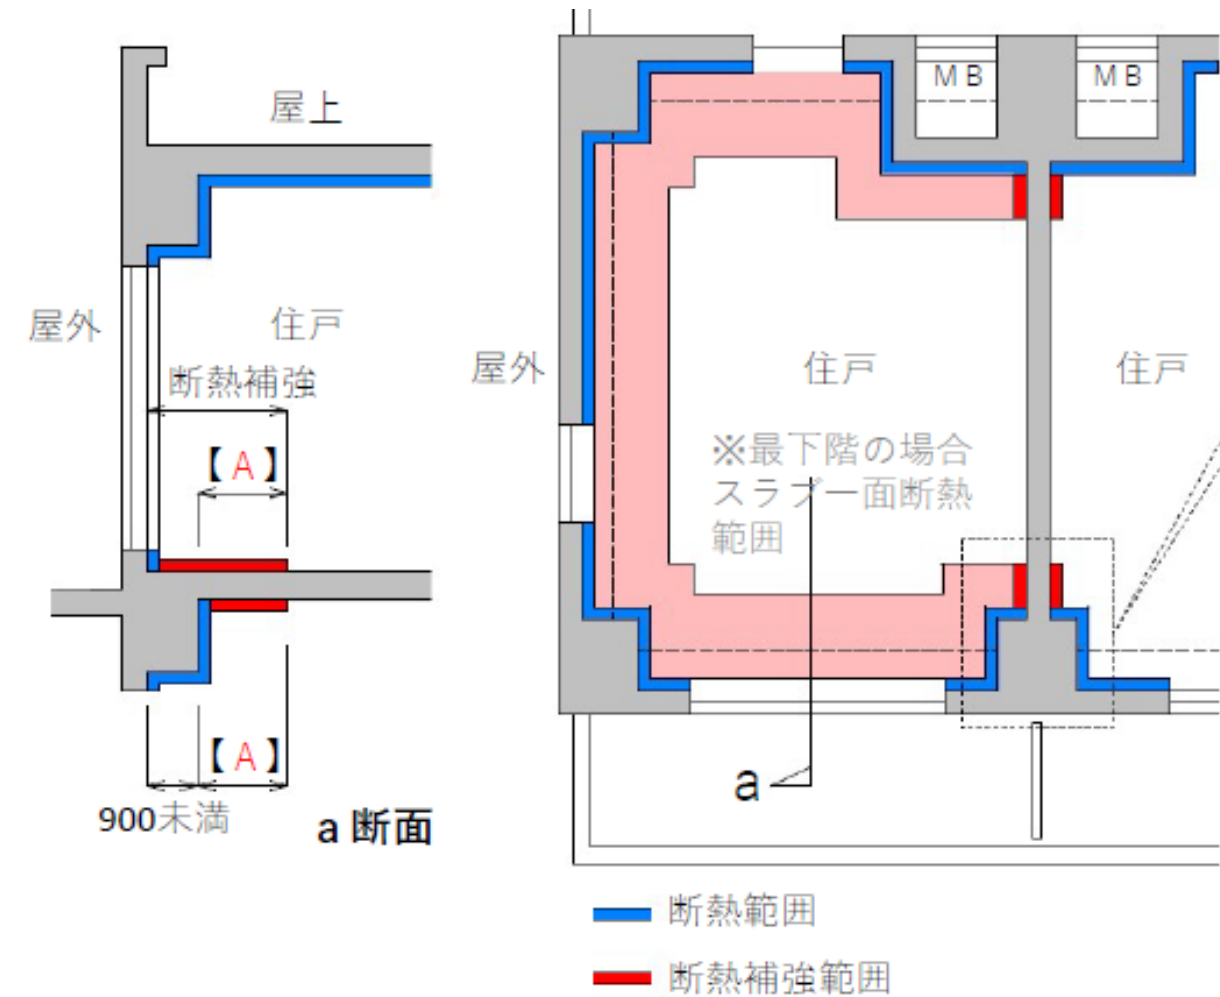 屋上
屋外
住戸
断熱補強
【A】
【A】
900未満
a 断面
MB
MB
屋外
住戸
住戸
※最下階の場合
スラブ一面断熱
範囲
a
断熱範囲
断熱補強範囲